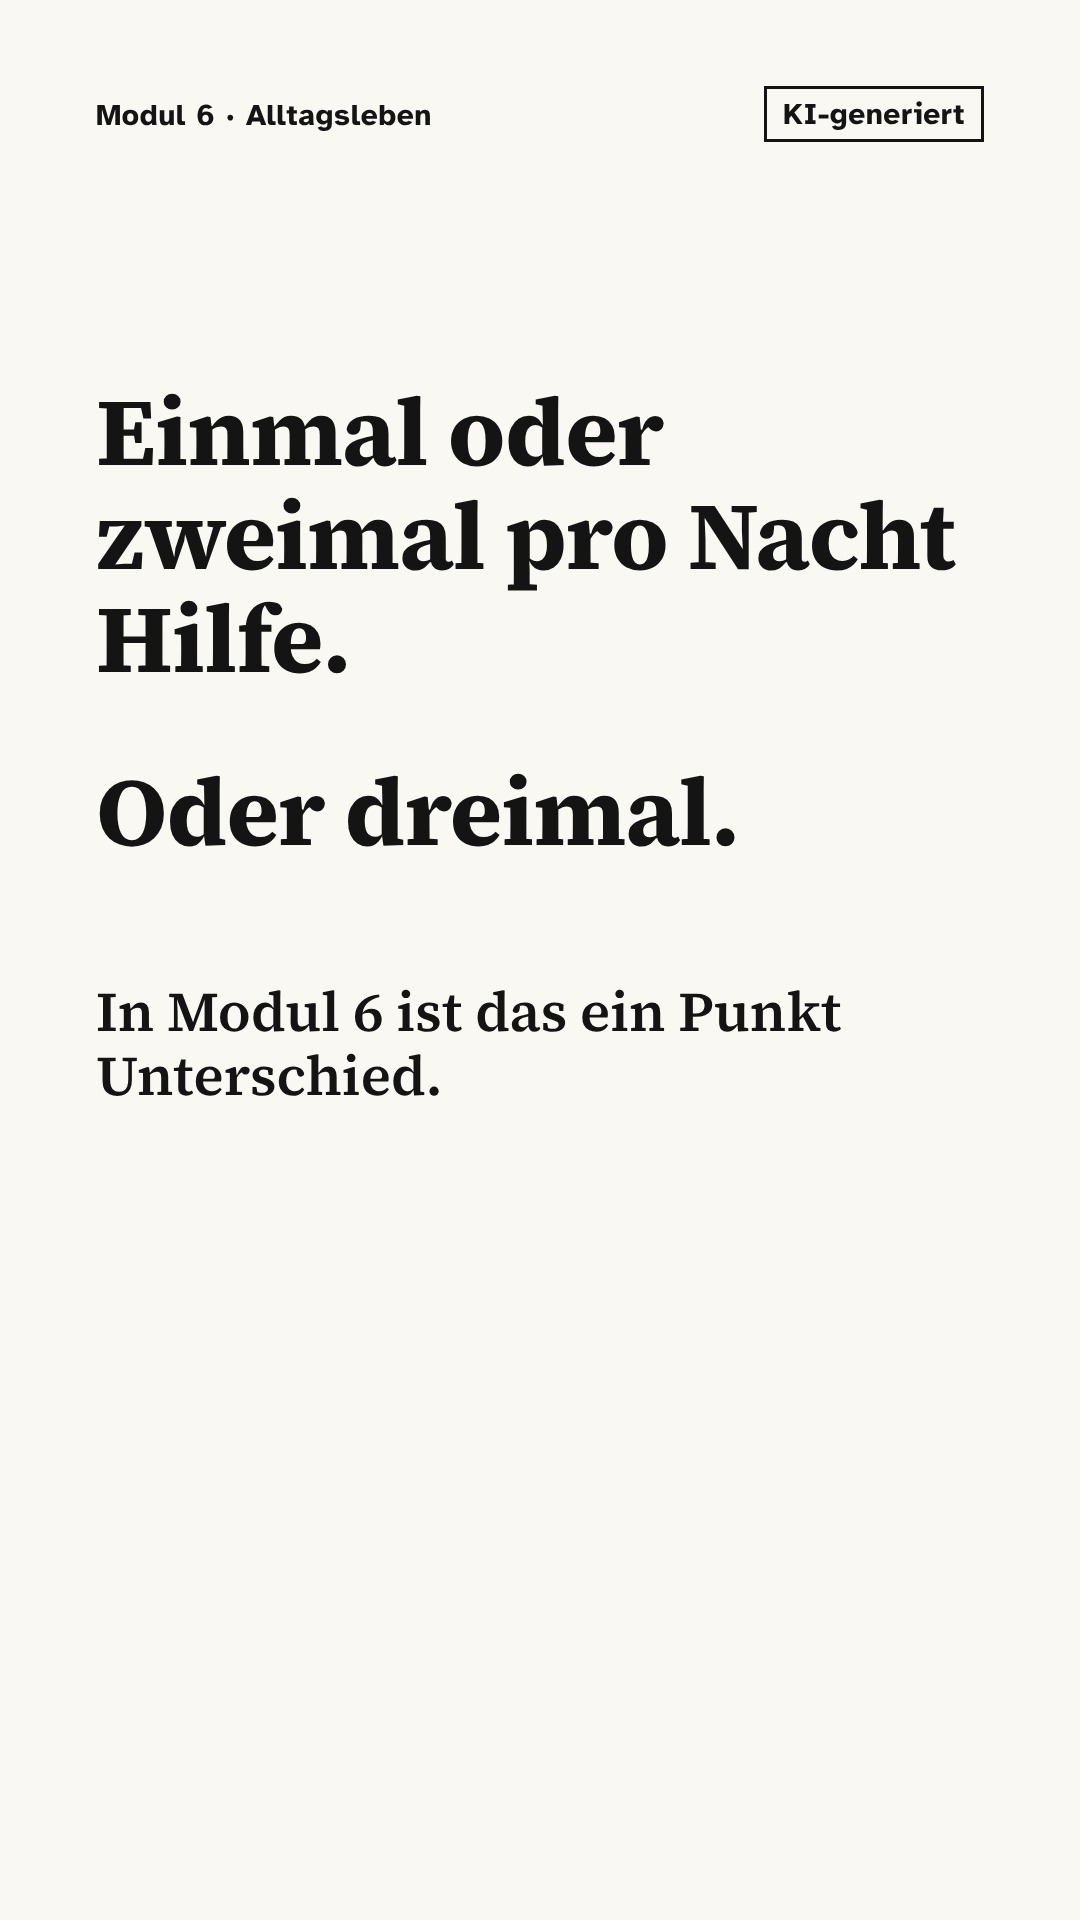 Modul 6 · Alltagsleben
KI-generiert
Einmal oder
zweimal pro Nacht
Hilfe.
Oder dreimal.
In Modul 6 ist das ein Punkt
Unterschied.